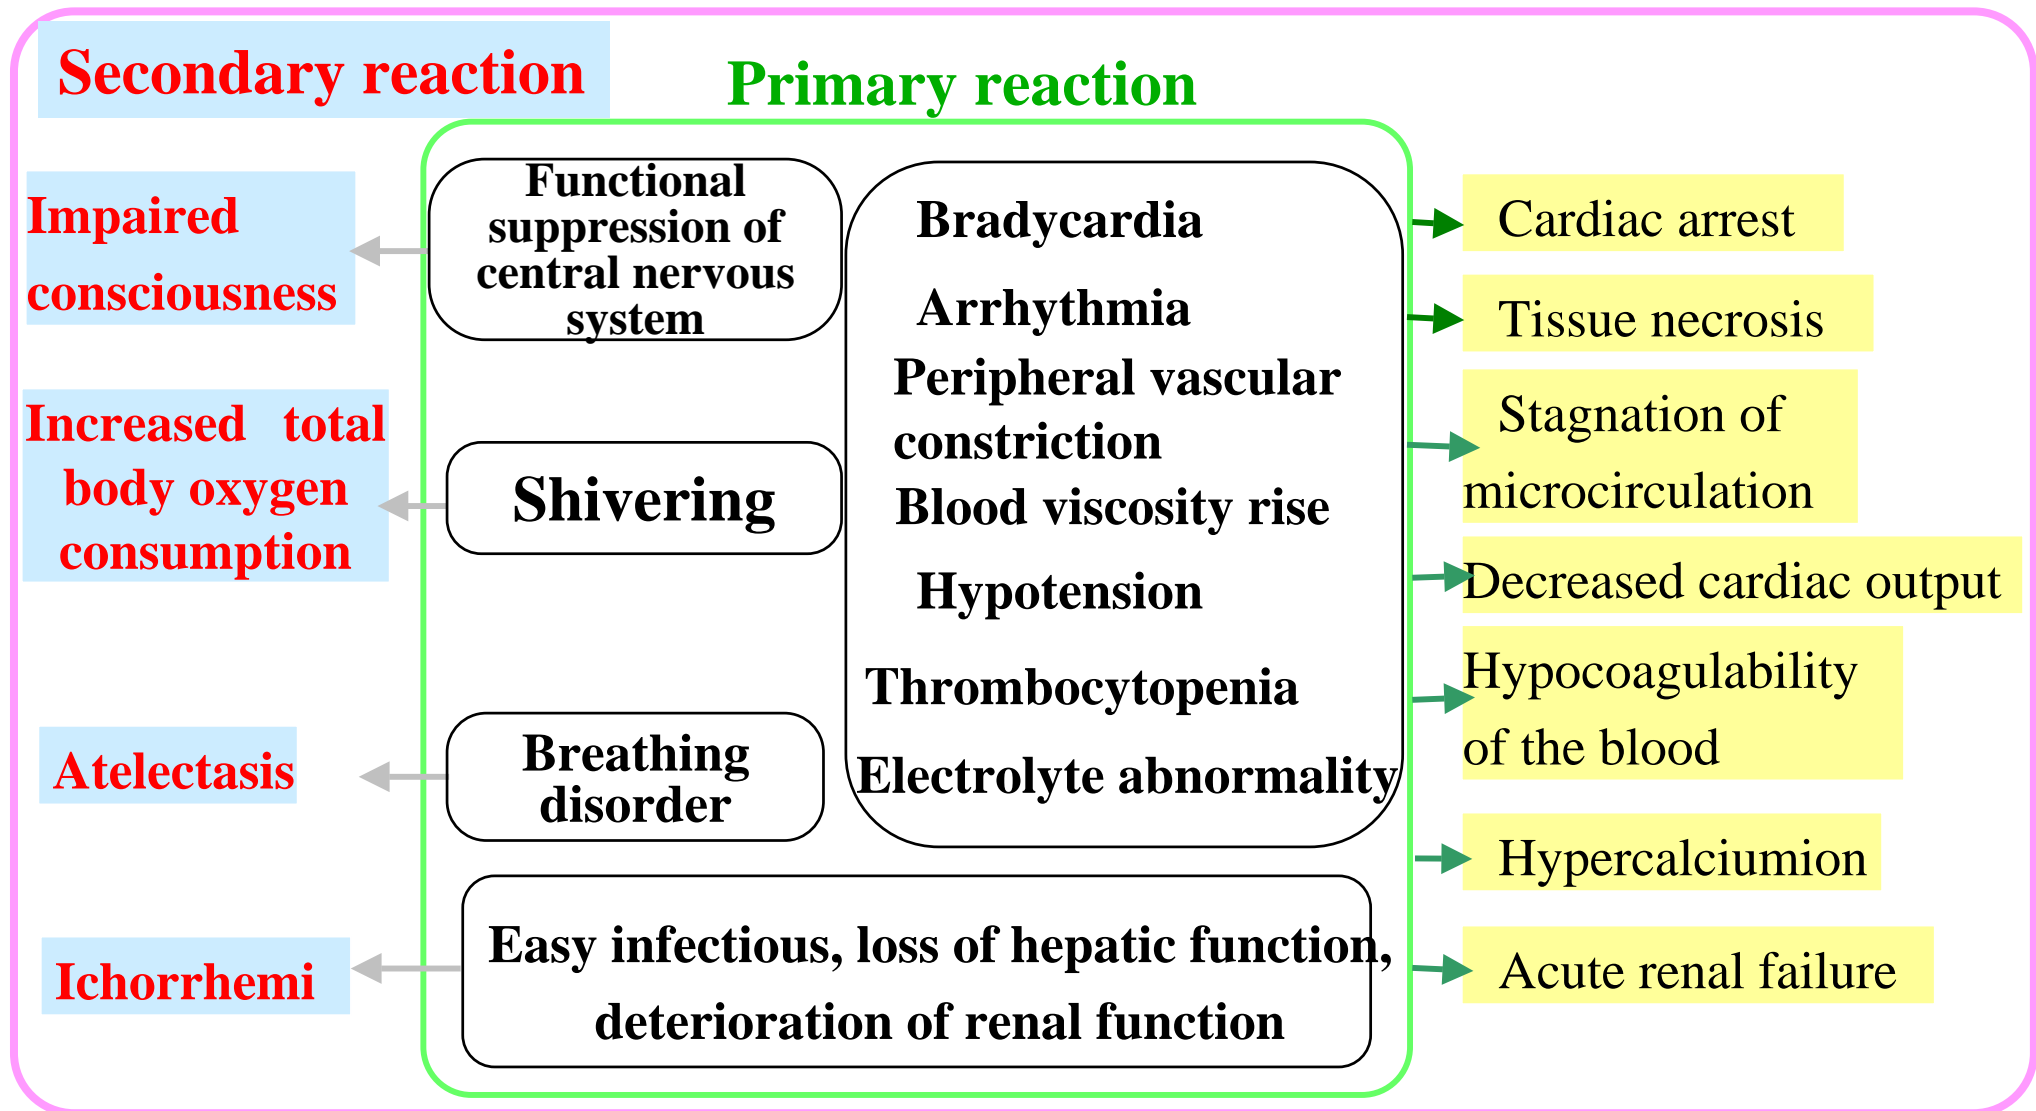 Secondary reaction
Primary reaction
Impaired
consciousness
Increased total
body oxygen
consumption
Atelectasis
Ichorrhemi
Functional
suppression of
central nervous
system
Shivering
Breathing
disorder
Bradycardia
Arrhythmia
Peripheral vascular
constriction
Blood viscosity rise
Hypotension
Thrombocytopenia
Electrolyte abnormality
Easy infectious, loss of hepatic function,
deterioration of renal function
Cardiac arrest
Tissue necrosis
Stagnation of
microcirculation
Decreased cardiac output
Hypocoagulability
of the blood
Hypercalciumion
Acute renal failure